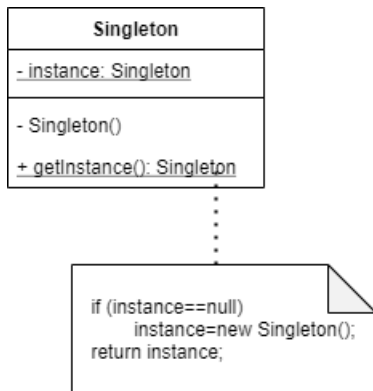 Singleton
- instance: Singleton
- Singleton()
+ getInstance(): Singleton
if (instance==null)
instance=new Singleton();
return instance;